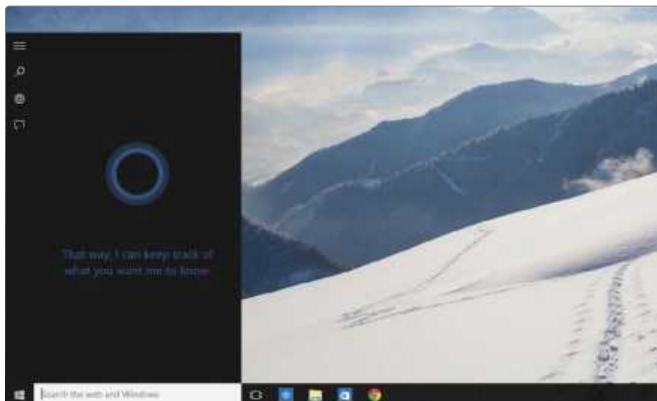 That way, I can keep track of
what you want me to know
Search the web and Windows